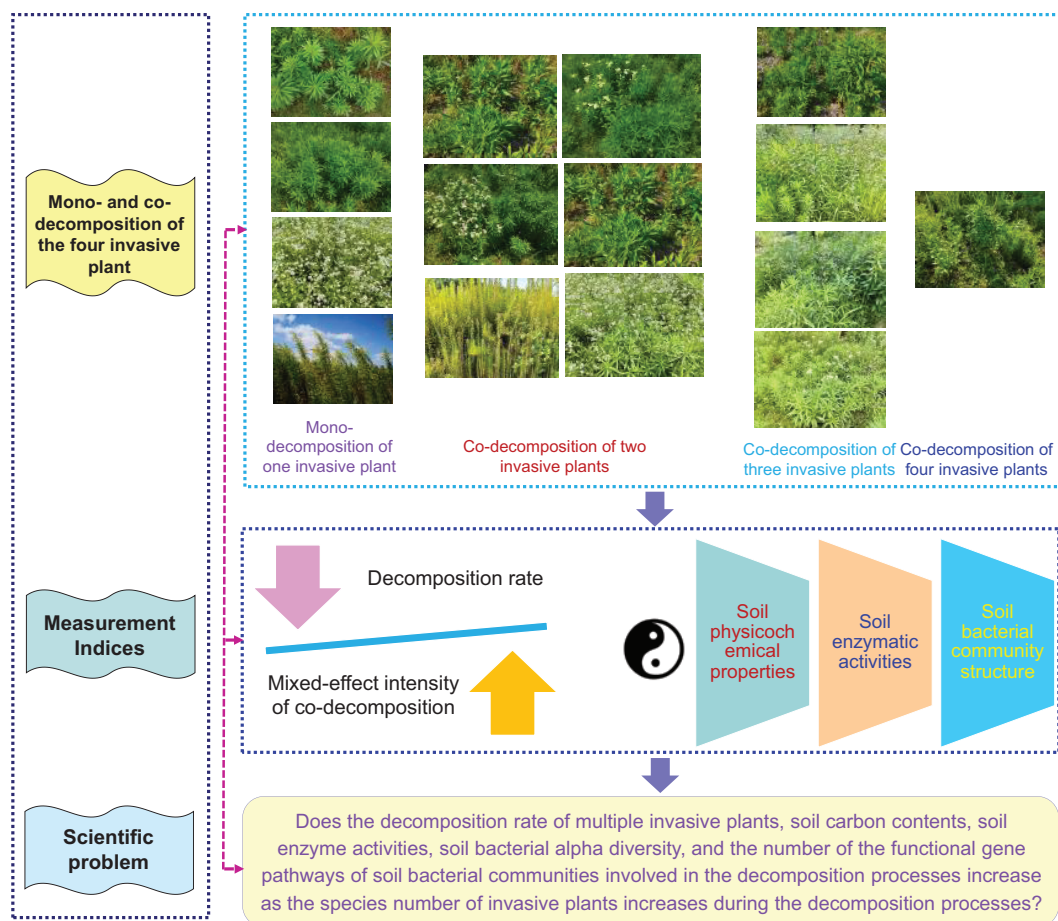 Mono- and co-
decomposition of
the four invasive
plant
Mono-
decomposition of
one invasive plant
Co-decomposition of two
invasive plants
Co-decomposition of
three invasive plants
Co-decomposition of
four invasive plants
Measurement
Indices
Decomposition rate
Mixed-effect intensity
of co-decomposition
Soil
physicoch
emical
properties
Soil
enzymatic
activities
Soil
bacterial
community
structure
Scientific
problem
Does the decomposition rate of multiple invasive plants, soil carbon contents, soil
enzyme activities, soil bacterial alpha diversity, and the number of the functional gene
pathways of soil bacterial communities involved in the decomposition processes increase
as the species number of invasive plants increases during the decomposition processes?